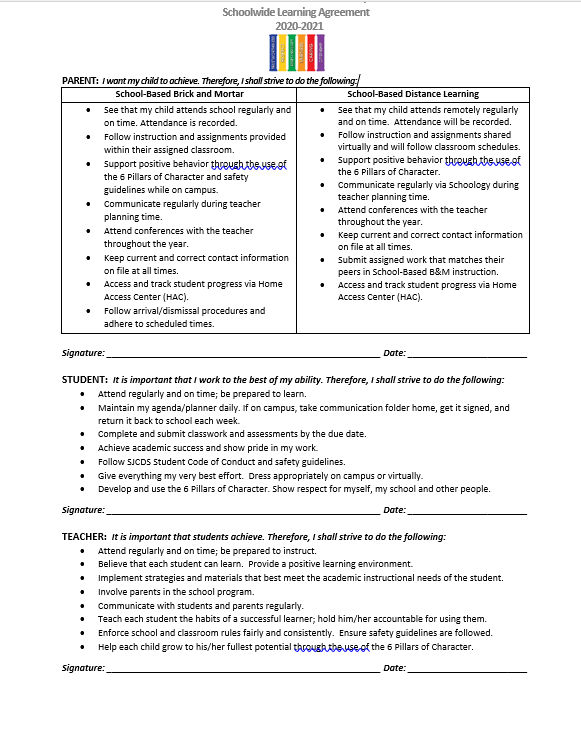 Schoolwide Learning Agreement
2020-2021
PARENT: I want my child to achieve. Therefore, I shall strive to do the following:
School-Based Brick and Mortar
• See that my child attends school regularly and
on time. Attendance is recorded.
• Follow instruction and assignments provided
within their assigned classroom.
• Support positive behavior through the use of
the 6 Pillars of Character and safety
guidelines while on campus.
• Communicate regularly during teacher
planning time.
• Attend conferences with the teacher
throughout the year.
• Keep current and correct contact information
on file at all times.
• Access and track student progress via Home
Access Center (HAC).
• Follow arrival/dismissal procedures and
adhere to scheduled times.
School-Based Distance Learning
• See that my child attends remotely regularly
and on time. Attendance will be recorded.
• Follow instruction and assignments shared
virtually and will follow classroom schedules.
• Support positive behavior through the use of
the 6 Pillars of Character.
• Communicate regularly via Schoology during
teacher planning time.
• Attend conferences with the teacher
throughout the year.
• Keep current and correct contact information
on file at all times.
• Submit assigned work that matches their
peers in School-Based B&M instruction.
• Access and track student progress via Home
Access Center (HAC).
Signature: Date:
STUDENT: It is important that I work to the best of my ability. Therefore, I shall strive to do the following:
• Attend regularly and on time; be prepared to learn.
• Maintain my agenda/planner daily. If on campus, take communication folder home, get it signed, and
return it back to school each week.
• Complete and submit classwork and assessments by the due date.
• Achieve academic success and show pride in my work.
• Follow SJCDS Student Code of Conduct and safety guidelines.
• Give everything my very best effort. Dress appropriately on campus or virtually.
• Develop and use the 6 Pillars of Character. Show respect for myself, my school and other people.
Signature: Date:
TEACHER: It is important that students achieve. Therefore, I shall strive to do the following:
• Attend regularly and on time; be prepared to instruct.
• Believe that each student can learn. Provide a positive learning environment.
• Implement strategies and materials that best meet the academic instructional needs of the student.
• Involve parents in the school program.
• Communicate with students and parents regularly.
• Teach each student the habits of a successful learner; hold him/her accountable for using them.
• Enforce school and classroom rules fairly and consistently. Ensure safety guidelines are followed.
• Help each child grow to his/her fullest potential through the use of the 6 Pillars of Character.
Signature: Date: